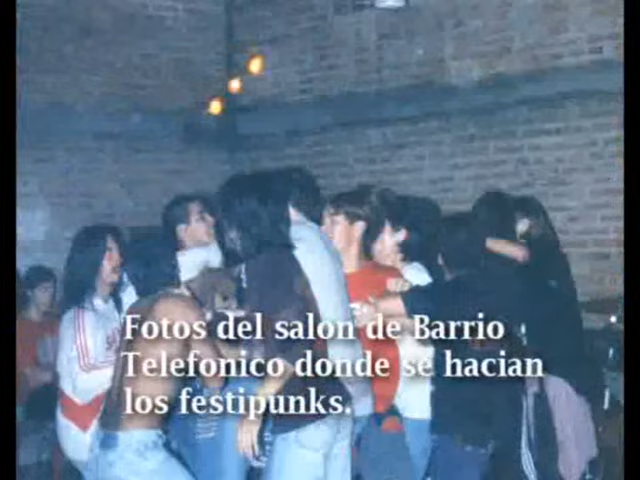 Fotos del salon de Barrio
Telefonico donde se hacian
los festipunks.